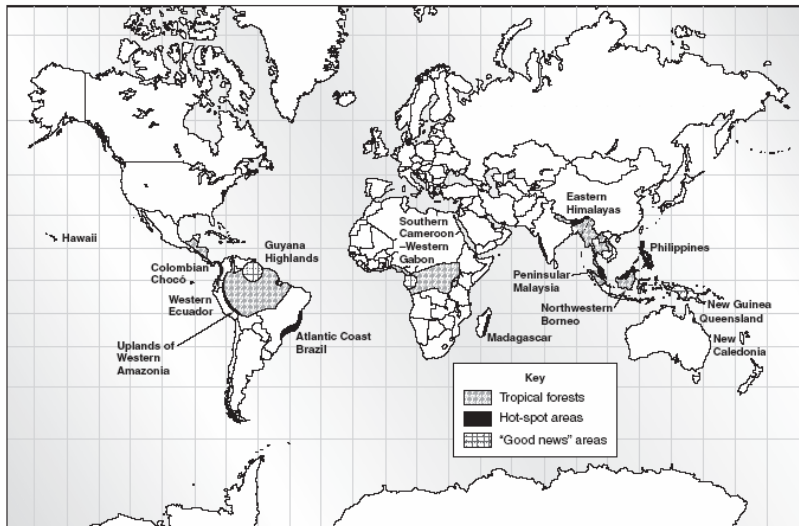 Hawaii
Guyana
Highlands
Colombian
Chocó
Western
Ecuador
Uplands of
Western
Amazonia
Atlantic Coast
Brazil
Southern
Cameroon
–Western
Gabon
Eastern
Himalayas
Philippines
Peninsular
Malaysia
Northwestern
Borneo
Madagascar
New Guinea
Queensland
New
Caledonia
Key
Tropical forests
Hot-spot areas
“Good news” areas